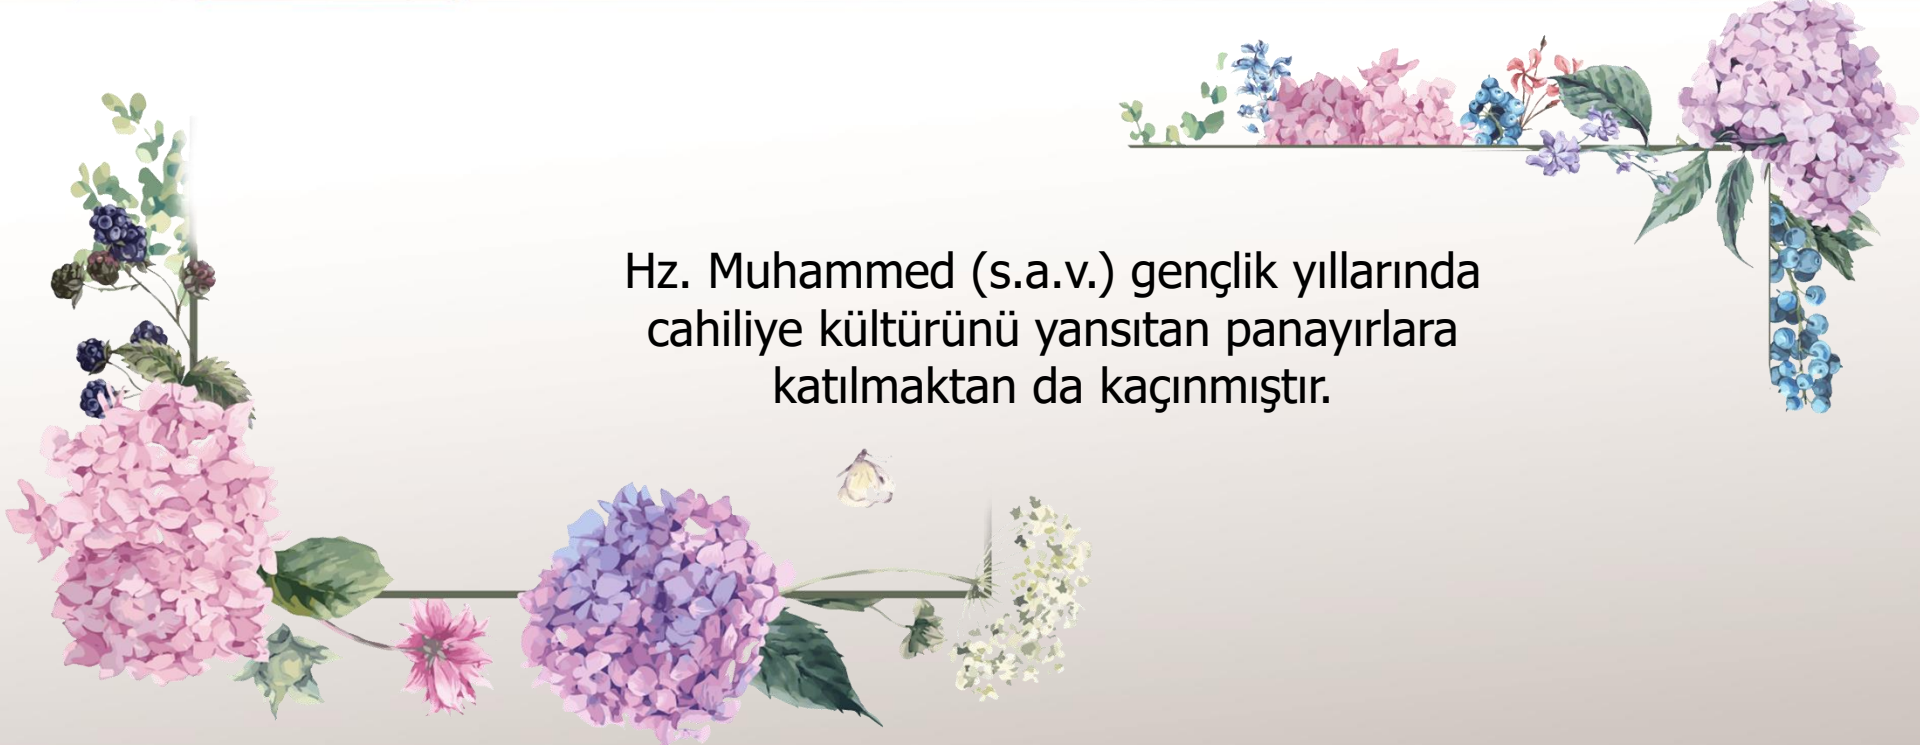 Hz. Muhammed (s.a.v.) gençlik yıllarında
cahiliye kültürünü yansıtan panayırlara
katılmaktan da kaçınmıştır.